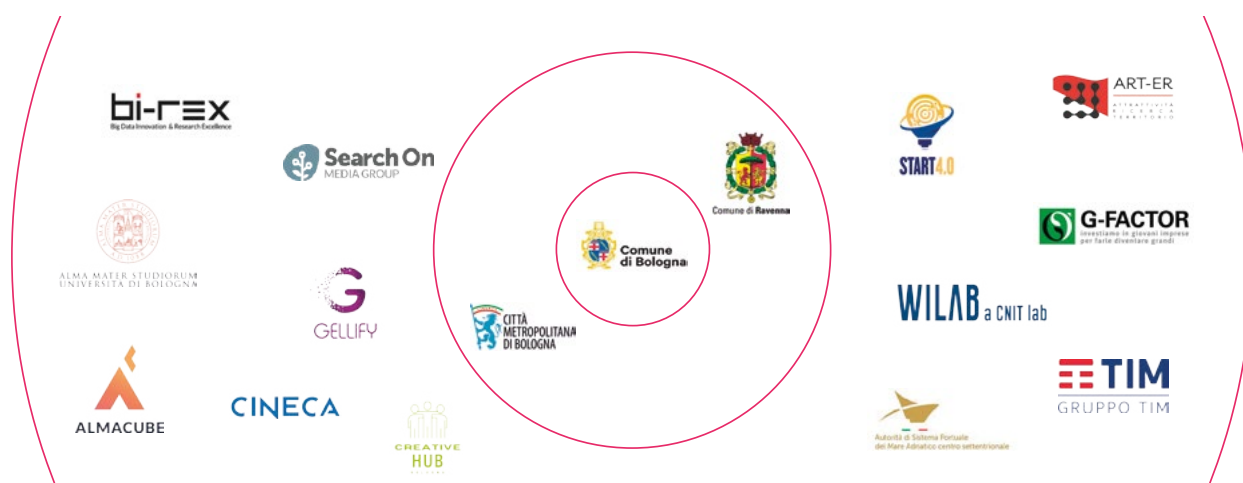 bi-rex
Big Data Innovation & Research Excellence
Search On
MEDIA GROUP
ALMA MATER STUDIORUM
UNIVERSITÀ DI BOLOGNA
GELLIFY
ALMACUBE
CINECA
CREATIVE
HUB
CITTÀ
METROPOLITANA
DI BOLOGNA
Comune
di Bologna
Comune di Ravenna
START4.0
ART-ER
ATTRATTIVITÀ
RICERCA
TERRITORIO
G-FACTOR
investiamo in giovani imprese
per farle diventare grandi
WILAB a CNIT lab
TIM
GRUPPO TIM
Autorità di Sistema Portuale
del Mare Adriatico centro settentrionale